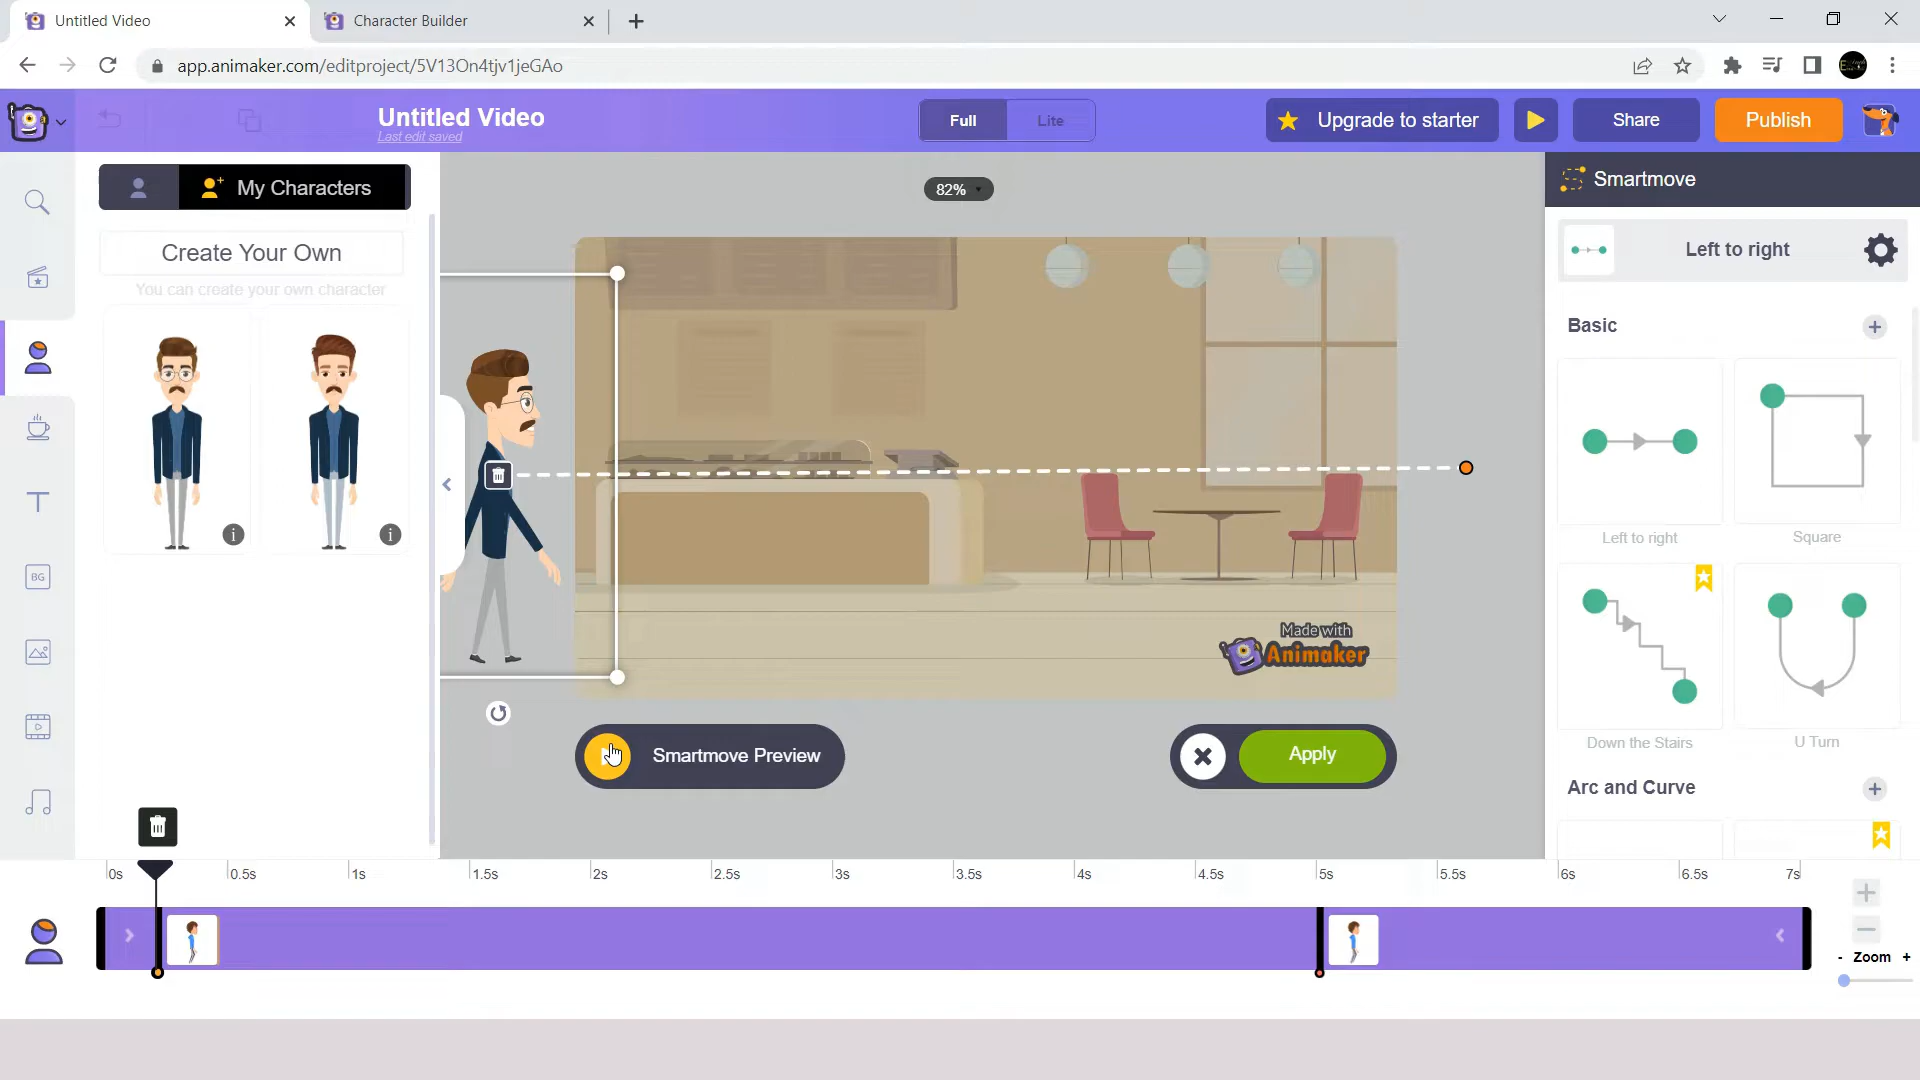 Untitled Video
Character Builder
app.animaker.com/editproject/5V13On4tjv1jeGAo
Untitled Video
Last edit saved
Full
Lite
Upgrade to starter
Share
Publish
My Characters
Create Your Own
You can create your own character
82%
Smartmove
Left to right
Basic
Left to right
Square
Down the Stairs
U Turn
Arc and Curve
T
BG
Made with
Animaker
Smartmove Preview
Apply
0s
0.5s
1s
1.5s
2s
2.5s
3s
3.5s
4s
4.5s
5s
5.5s
6s
6.5s
7s
- Zoom +